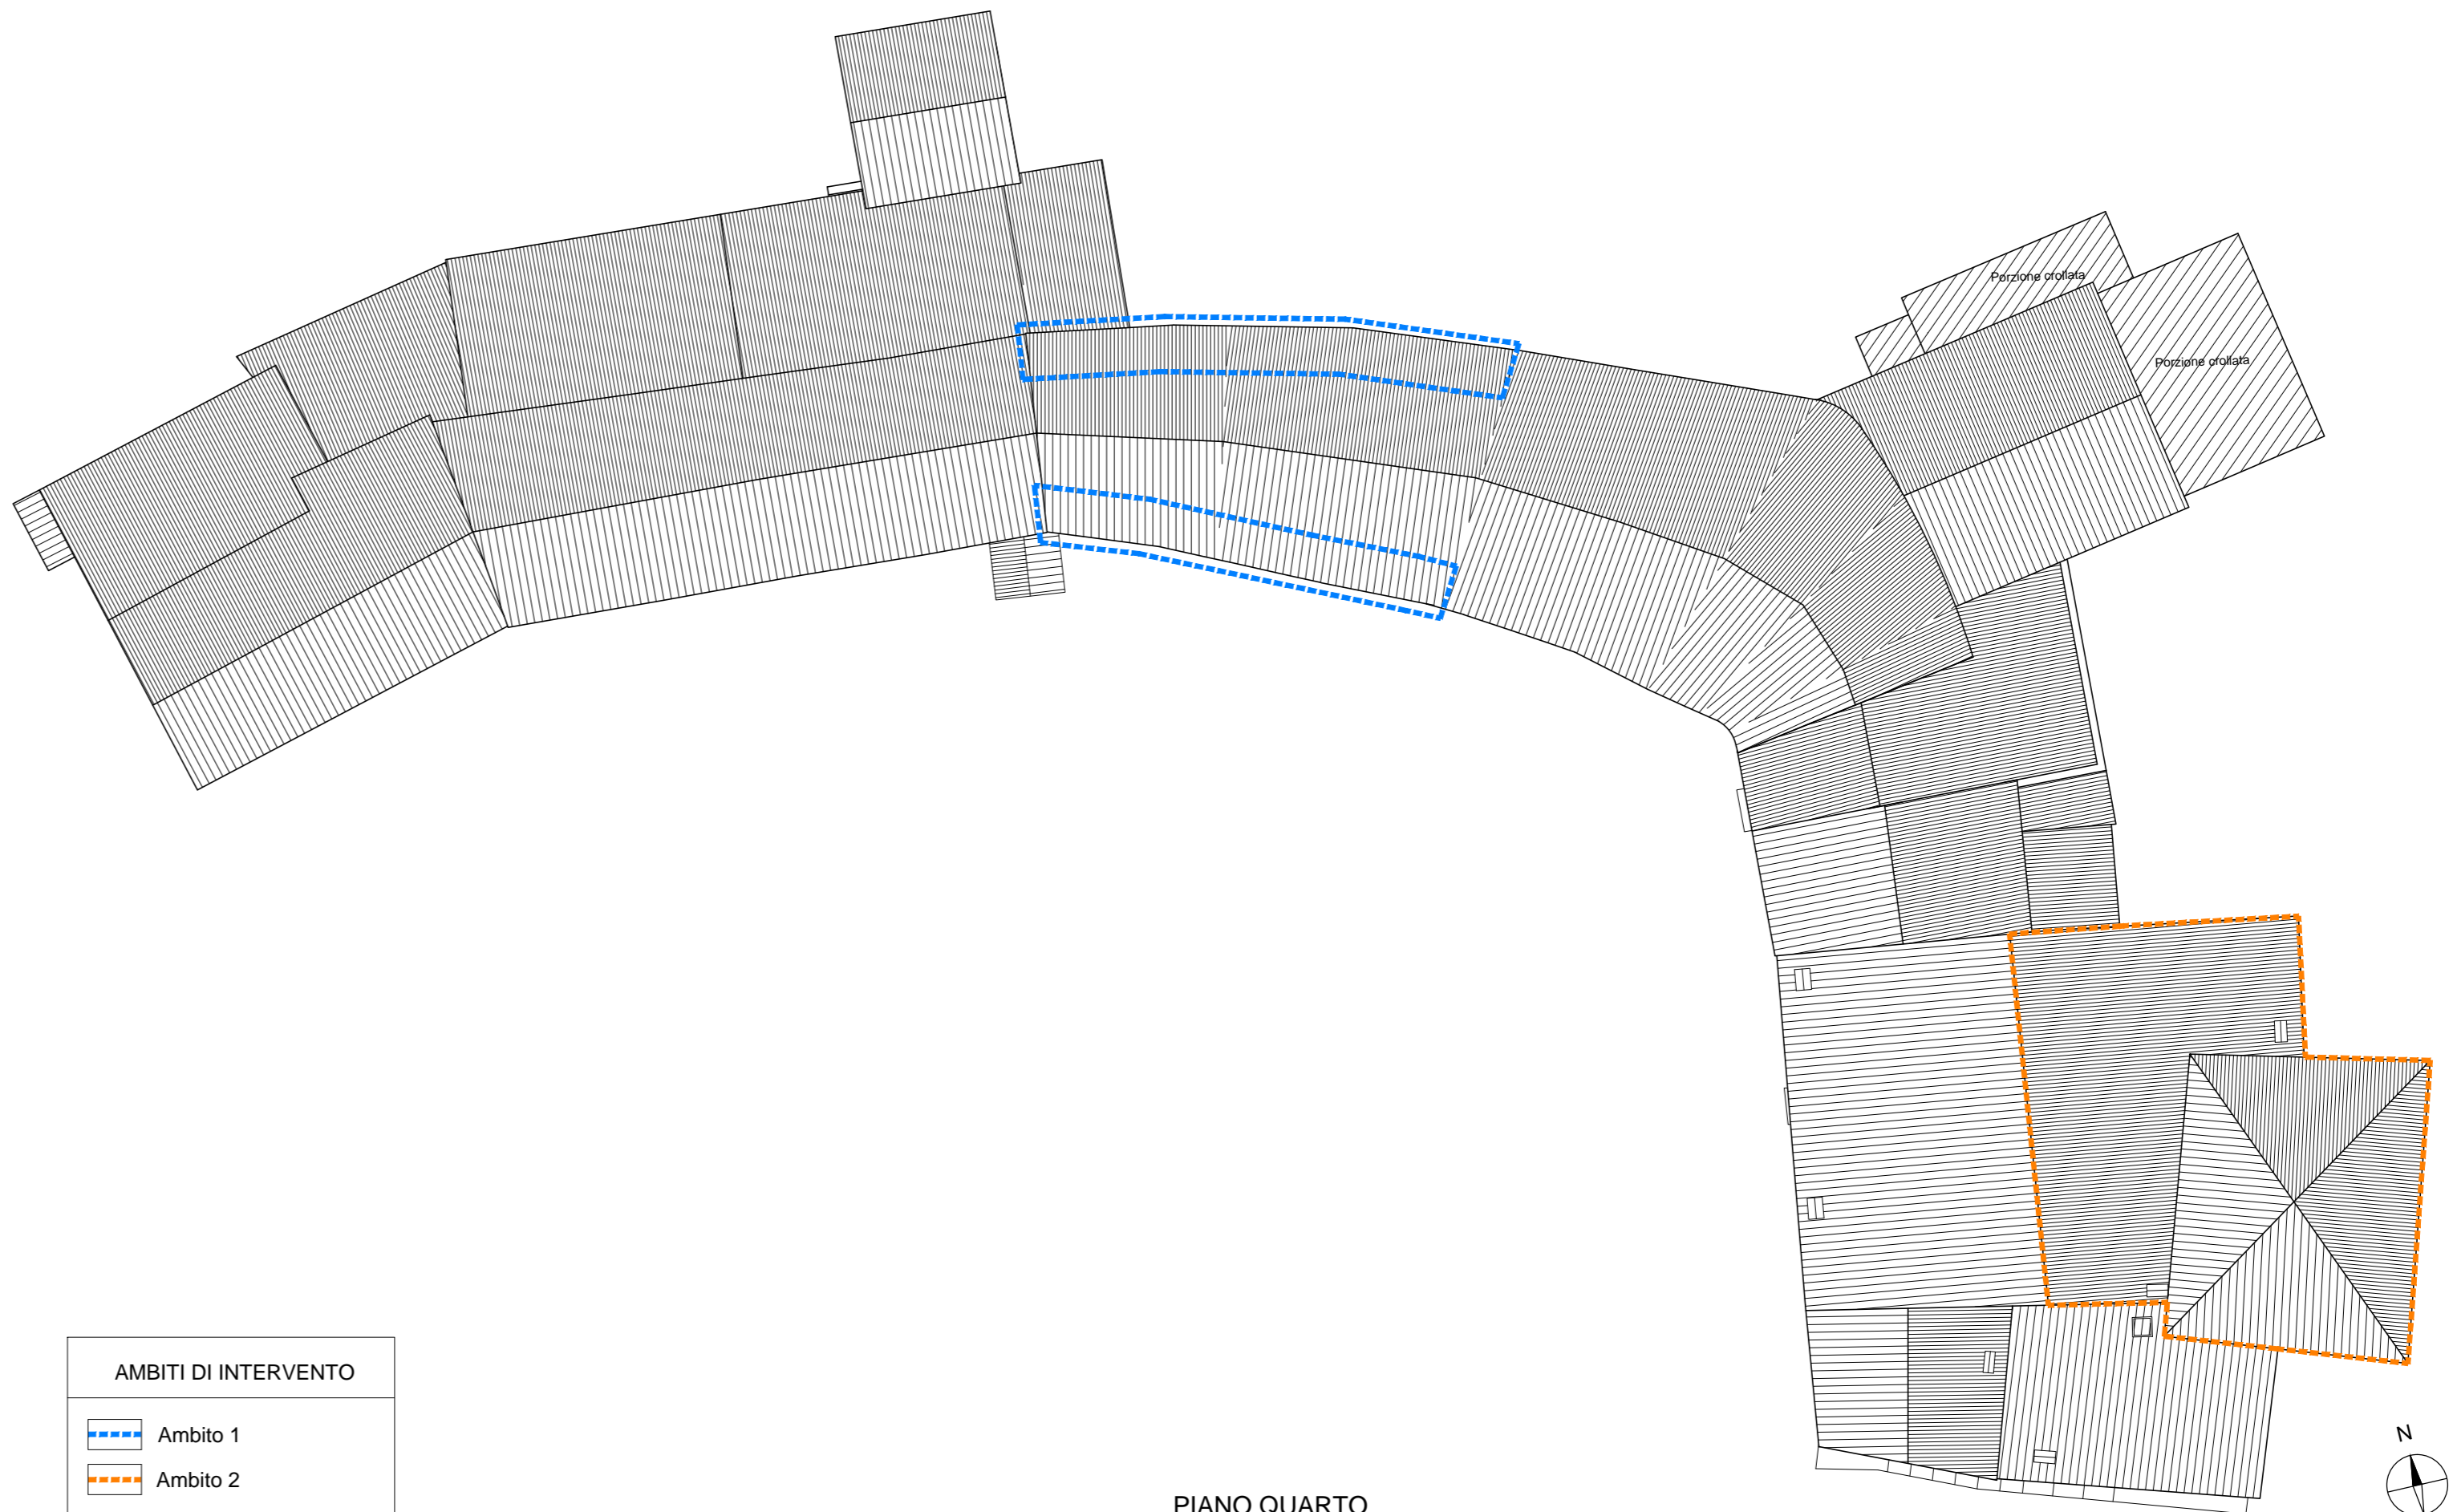 Porzione crollata
Porzione crollata
AMBITI DI INTERVENTO
Ambito 1
Ambito 2
N
PIANO QUARTO